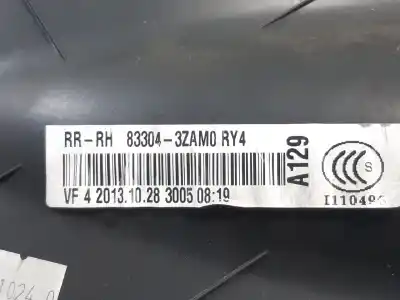 RR-RH 83304-3ZAM0 RY4
VF 4 2013.10.28 3005 08:19
A129
S